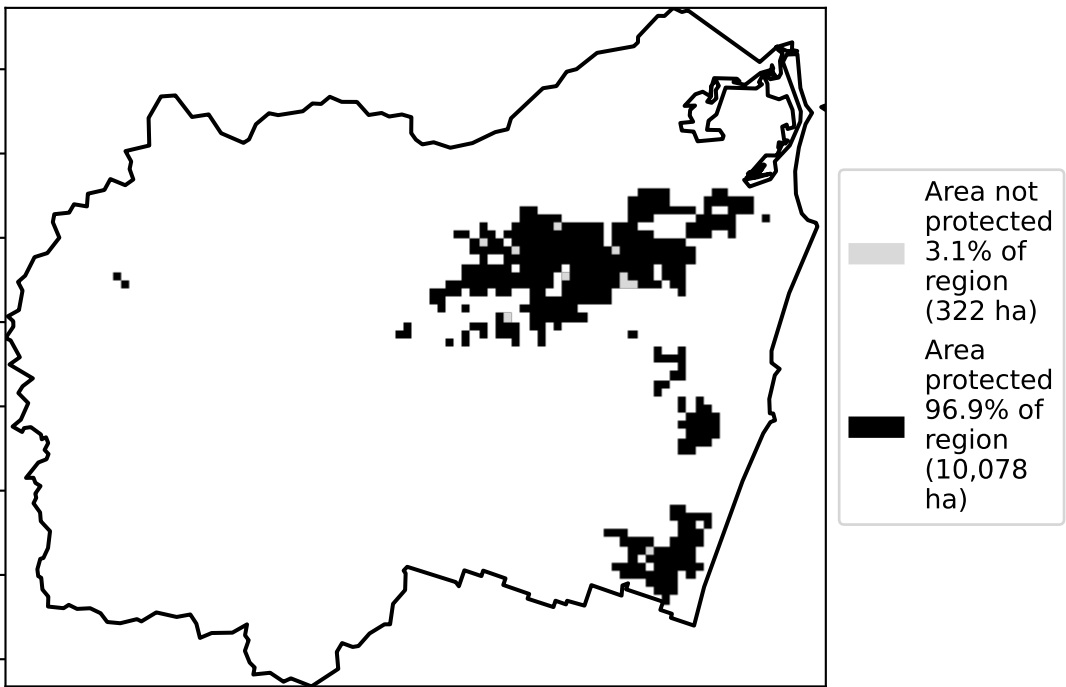 Area not
protected
3.1% of
region
(322 ha)
Area
protected
96.9% of
region
(10,078
ha)